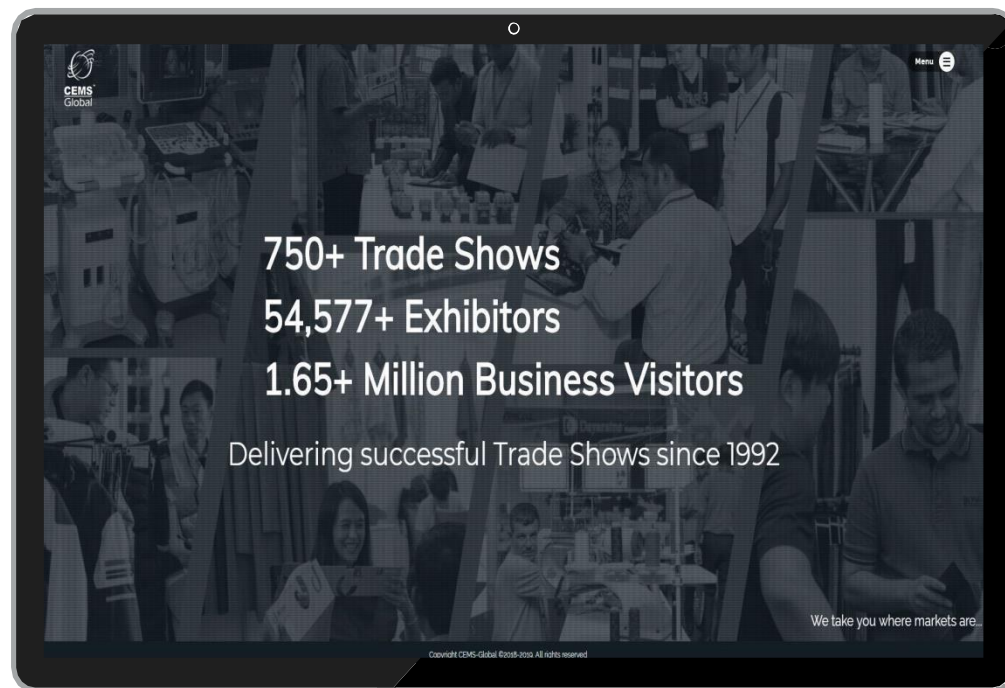 CEMS
Global
Menu
750+ Trade Shows
54,577+ Exhibitors
1.65+ Million Business Visitors
Delivering successful Trade Shows since 1992
We take you where markets are...
Copyright CEMS-Global ©2018-2019. All rights reserved